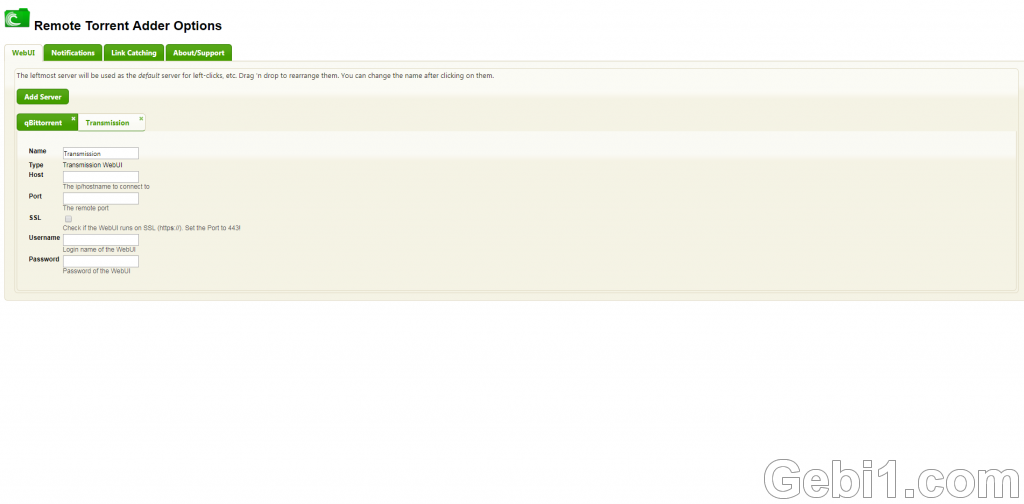 Remote Torrent Adder Options
WebUI Notifications Link Catching About/Support
The leftmost server will be used as the default server for left-clicks, etc. Drag 'n drop to rearrange them. You can change the name after clicking on them.
Add Server
qBittorrent Transmission
Name Transmission
Type Transmission WebUI
Host
The ip/hostname to connect to
Port
The remote port
SSL
Check if the WebUI runs on SSL (https://). Set the Port to 443!
Username
Login name of the WebUI
Password
Password of the WebUI
Gebi1.com